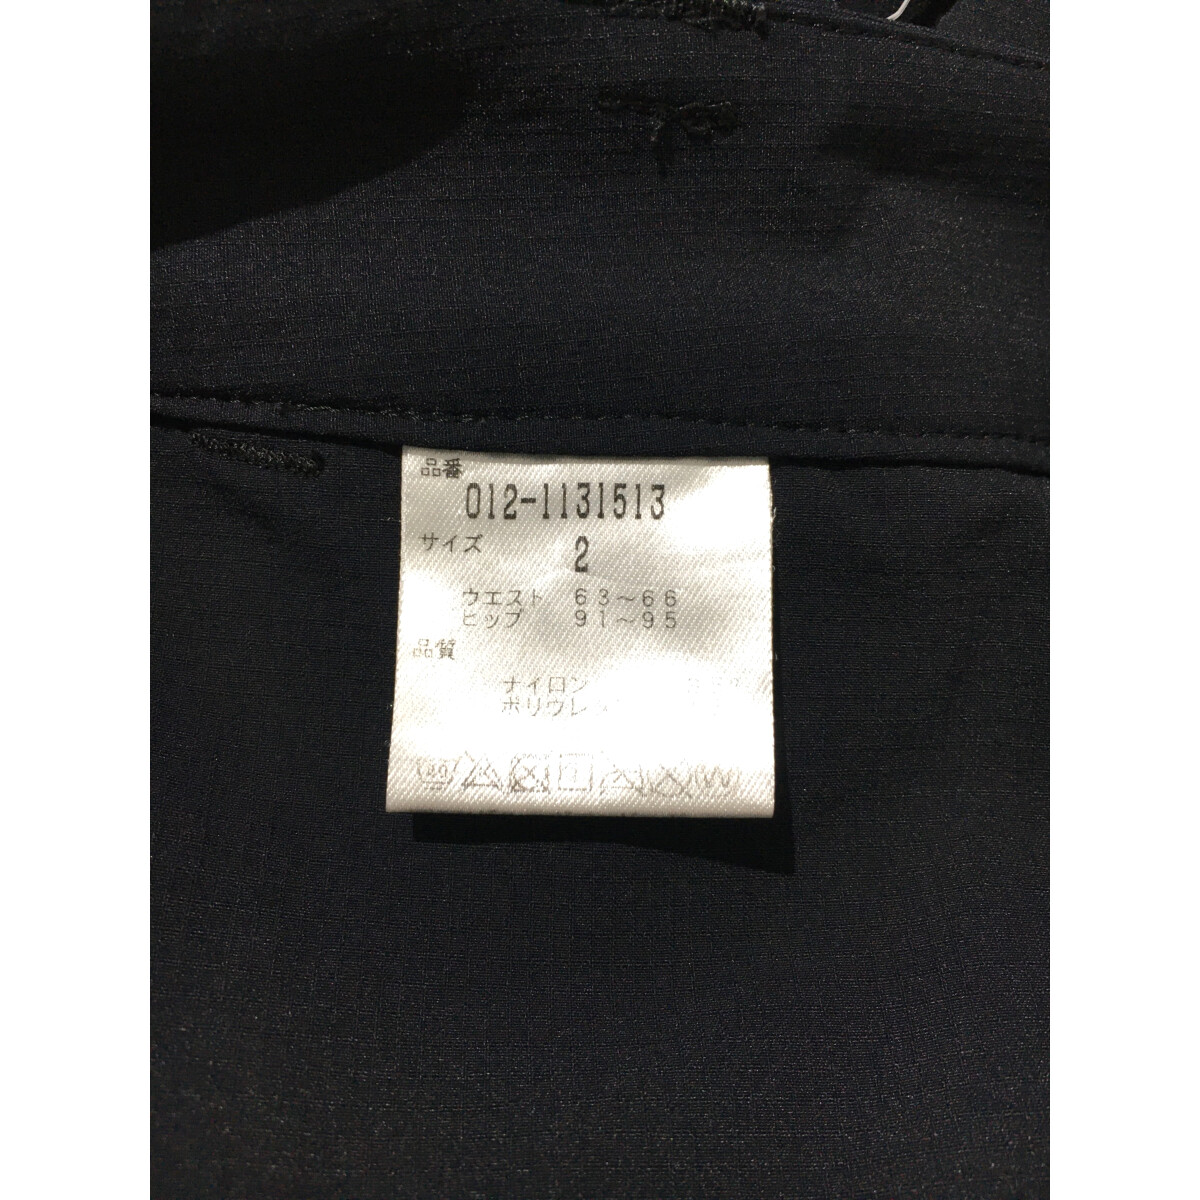 品番
012-1131513
サイズ 2
ウエスト 63～66
ヒップ 91～95
品質
ナイロン
ポリウレ
40